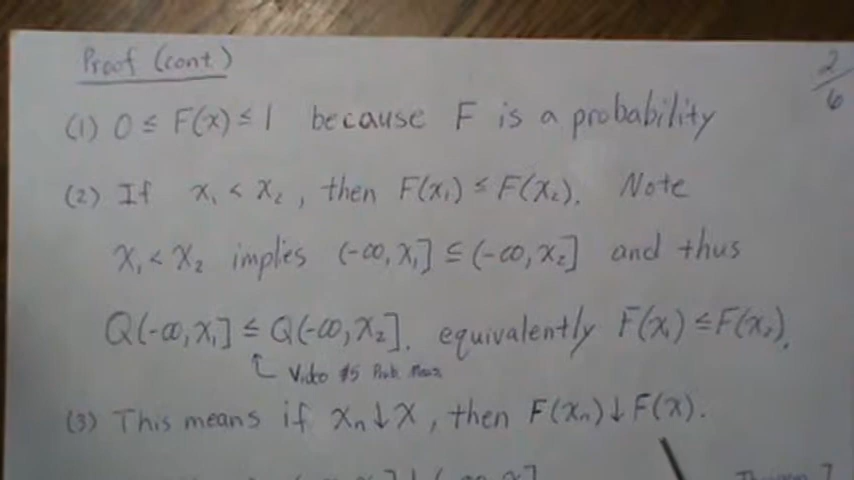 Proof (cont.)
2/6
(1) 0 ≤ F(x) ≤ 1 because F is a probability
(2) If x₁ < x₂, then F(x₁) ≤ F(x₂). Note
x₁ < x₂ implies (-∞, x₁] ⊆ (-∞, x₂] and thus
Q(-∞, x₁] ≤ Q(-∞, x₂]. equivalently F(x₁) ≤ F(x₂).
Video #5 Prob. Meas.
(3) This means if xₙ ↓ x, then F(xₙ) ↓ F(x).